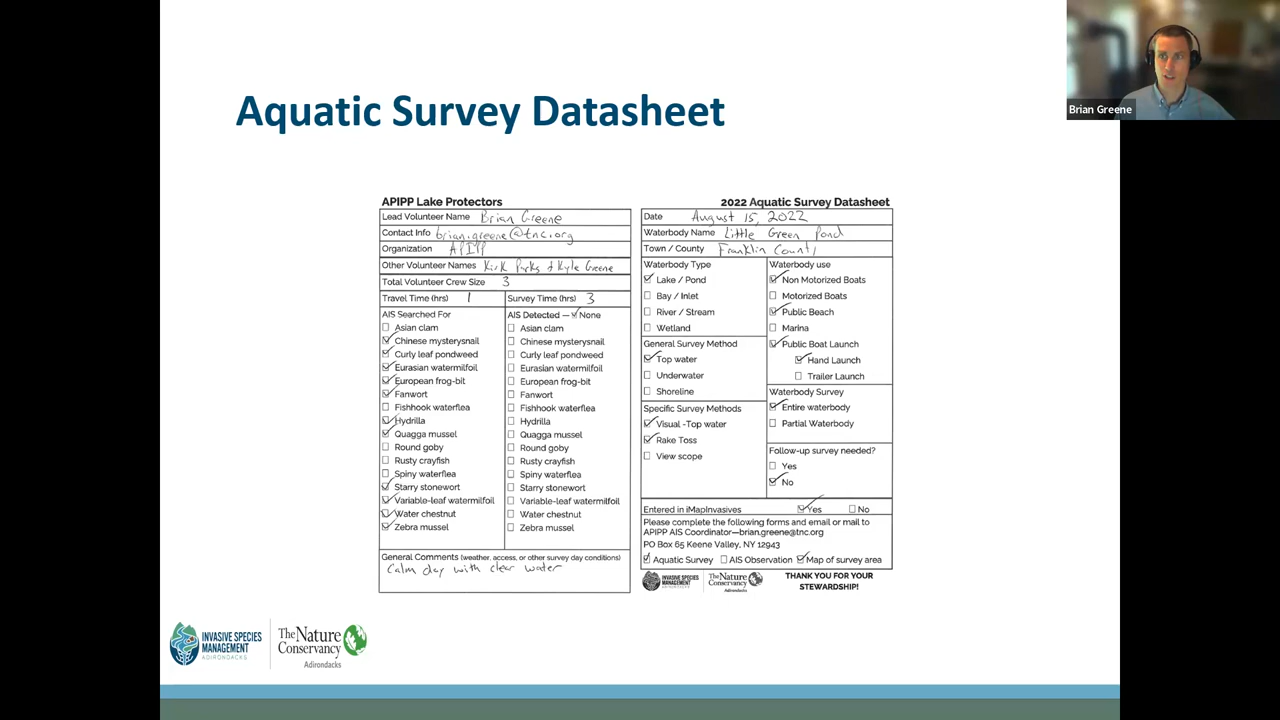 Aquatic Survey Datasheet
Brian Greene
APIPP Lake Protectors
Lead Volunteer Name Brian Greene
Contact Info brian.greene@tnc.org
Organization APIPP
Other Volunteer Names Kirk Parks + Kyle Greene
Total Volunteer Crew Size 3
Travel Time (hrs) 1 Survey Time (hrs) 3
AIS Searched For AIS Detected — None
Asian clam Asian clam
Chinese mysterysnail Chinese mysterysnail
Curly leaf pondweed Curly leaf pondweed
Eurasian watermilfoil Eurasian watermilfoil
European frog-bit European frog-bit
Fanwort Fanwort
Fishhook waterflea Fishhook waterflea
Hydrilla Hydrilla
Quagga mussel Quagga mussel
Round goby Round goby
Rusty crayfish Rusty crayfish
Spiny waterflea Spiny waterflea
Starry stonewort Starry stonewort
Variable-leaf watermilfoil Variable-leaf watermilfoil
Water chestnut Water chestnut
Zebra mussel Zebra mussel
General Comments (weather, access, or other survey day conditions)
Calm day with clear water
2022 Aquatic Survey Datasheet
Date August 15, 2022
Waterbody Name Little Green Pond
Town / County Franklin County
Waterbody Type
Lake / Pond
Bay / Inlet
River / Stream
Wetland
General Survey Method
Top water
Underwater
Shoreline
Specific Survey Methods
Visual -Top water
Rake Toss
View scope
Waterbody use
Non Motorized Boats
Motorized Boats
Public Beach
Marina
Public Boat Launch
Hand Launch
Trailer Launch
Waterbody Survey
Entire waterbody
Partial Waterbody
Follow-up survey needed?
Yes
No
Entered in iMapInvasives Yes No
Please complete the following forms and email or mail to
APIPP AIS Coordinator—brian.greene@tnc.org
PO Box 65 Keene Valley, NY 12943
Aquatic Survey AIS Observation Map of survey area
INVASIVE SPECIES
MANAGEMENT
ADIRONDACKS
The Nature
Conservancy
Adirondacks
THANK YOU FOR YOUR
STEWARDSHIP!
INVASIVE SPECIES
MANAGEMENT
ADIRONDACKS
The Nature
Conservancy
Adirondacks